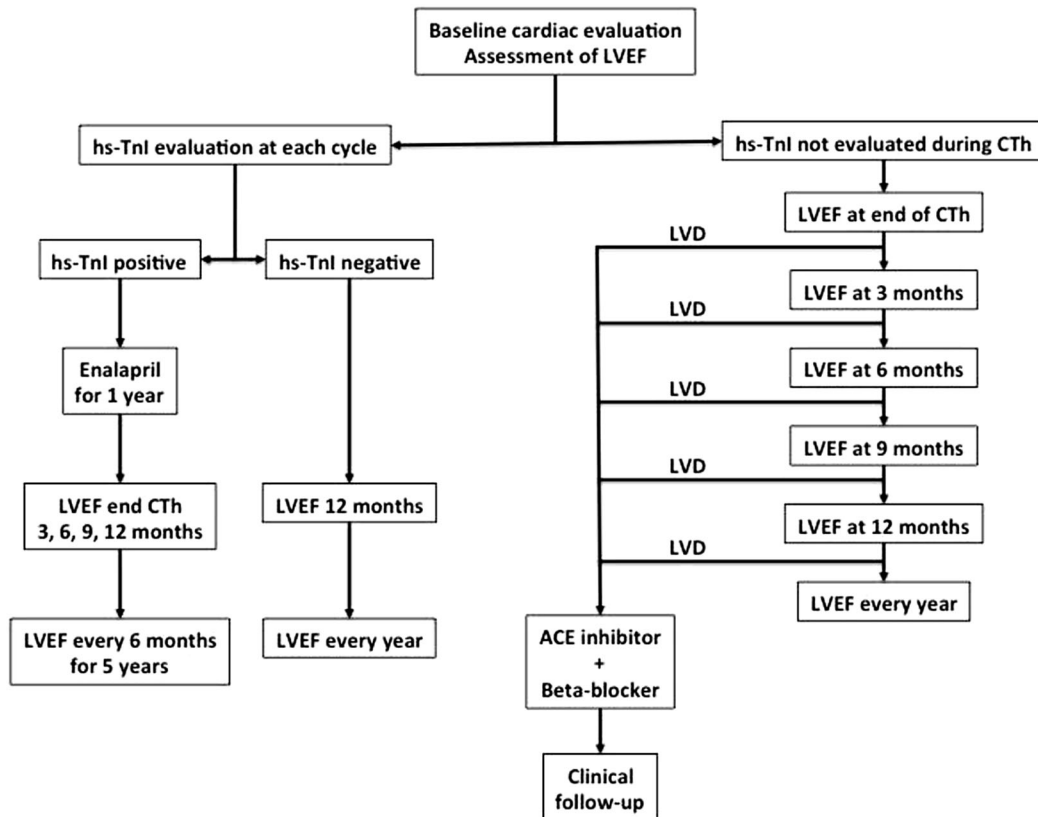 Baseline cardiac evaluation
Assessment of LVEF
hs-TnI evaluation at each cycle
hs-TnI not evaluated during CTh
hs-TnI positive
hs-TnI negative
Enalapril
for 1 year
LVEF end CTh
3, 6, 9, 12 months
LVEF every 6 months
for 5 years
LVEF 12 months
LVEF every year
LVEF at end of CTh
LVD
LVEF at 3 months
LVD
LVEF at 6 months
LVD
LVEF at 9 months
LVD
LVEF at 12 months
LVD
LVEF every year
ACE inhibitor
+
Beta-blocker
Clinical
follow-up